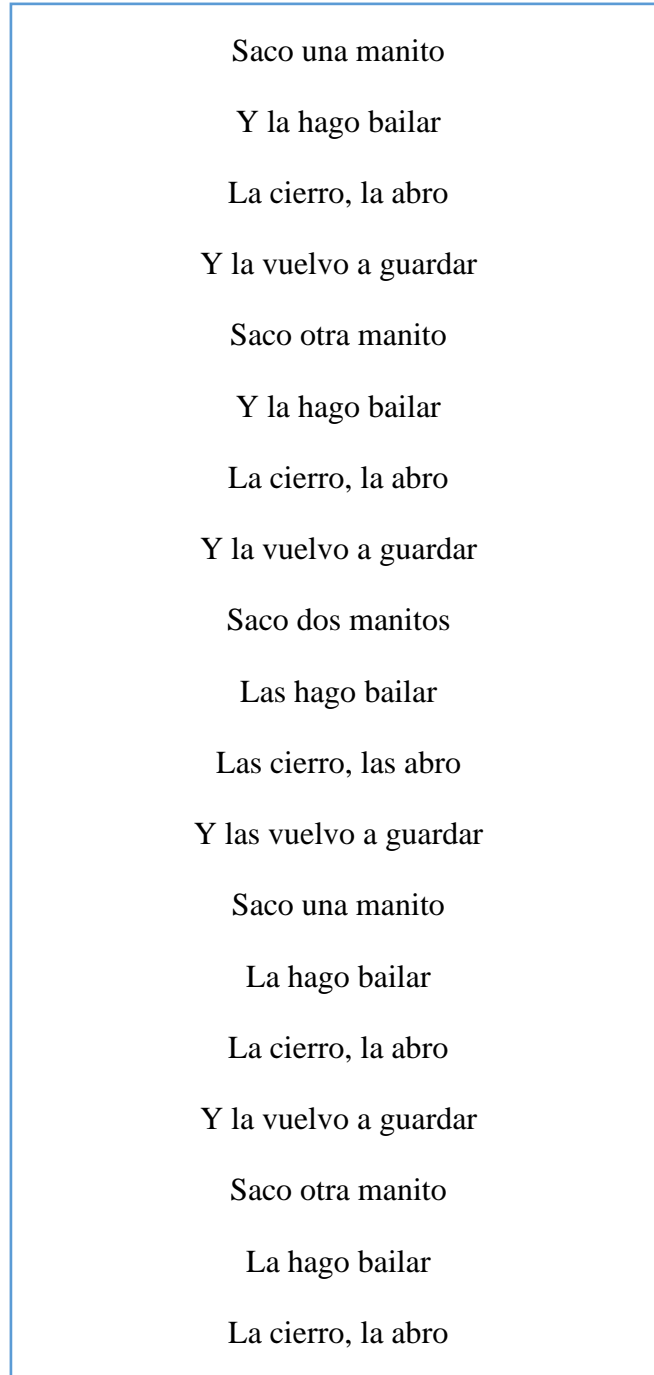 Saco una manito
Y la hago bailar
La cierro, la abro
Y la vuelvo a guardar
Saco otra manito
Y la hago bailar
La cierro, la abro
Y la vuelvo a guardar
Saco dos manitos
Las hago bailar
Las cierro, las abro
Y las vuelvo a guardar
Saco una manito
La hago bailar
La cierro, la abro
Y la vuelvo a guardar
Saco otra manito
La hago bailar
La cierro, la abro